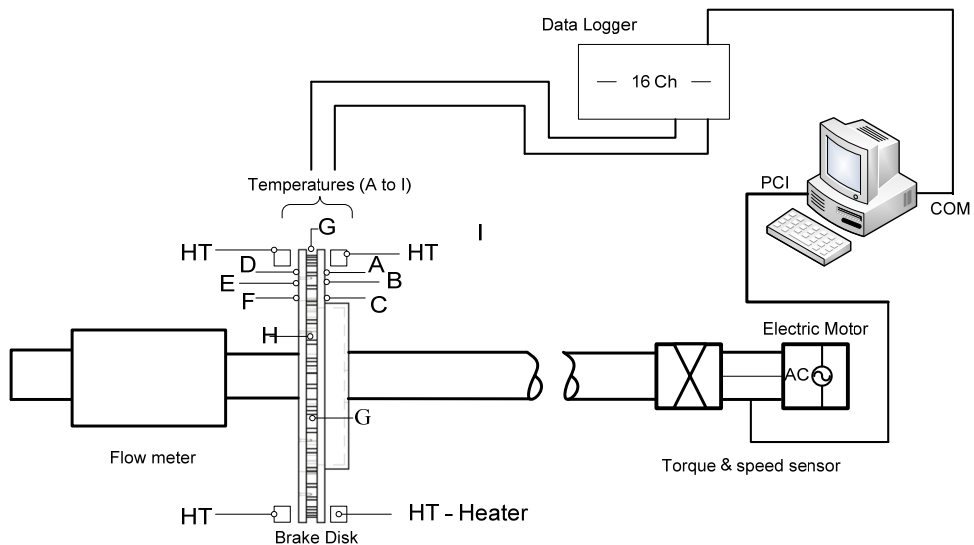 Data Logger
16 Ch
PCI
COM
Temperatures (A to I)
G
I
HT
HT
D
A
E
B
F
C
H
Electric Motor
AC
G
Flow meter
Torque & speed sensor
HT
HT - Heater
Brake Disk